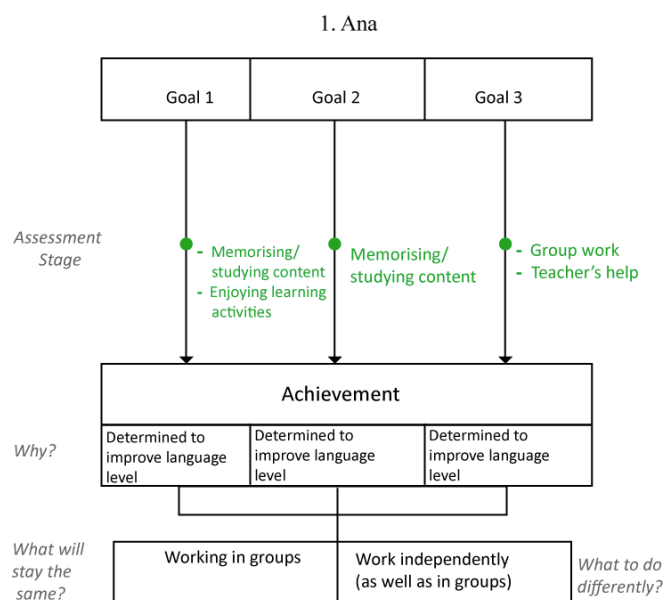 1. Ana
Goal 1
Goal 2
Goal 3
Assessment
Stage
- Memorising/
studying content
- Enjoying learning
activities
Memorising/
studying content
- Group work
- Teacher's help
Achievement
Why?
Determined to
improve language
level
Determined to
improve language
level
Determined to
improve language
level
What will
stay the
same?
Working in groups
Work independently
(as well as in groups)
What to do
differently?